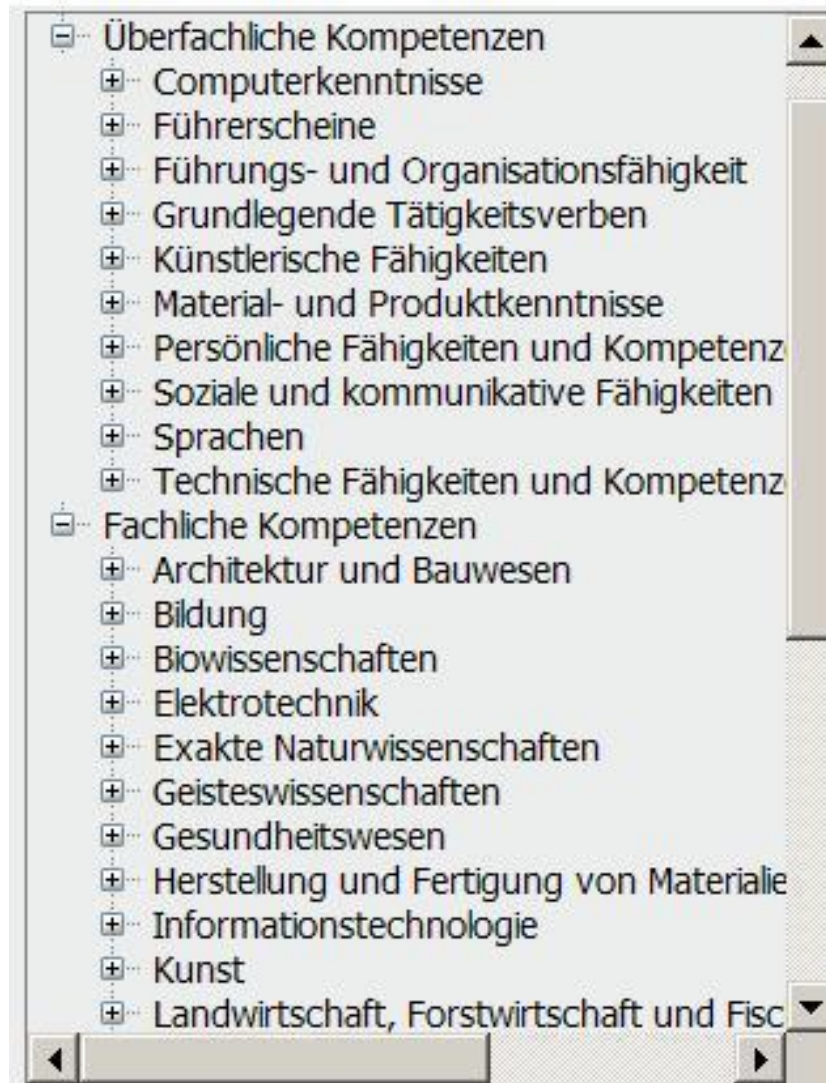 Überfachliche Kompetenzen
Computerkenntnisse
Führerscheine
Führungs- und Organisationsfähigkeit
Grundlegende Tätigkeitsverben
Künstlerische Fähigkeiten
Material- und Produktkenntnisse
Persönliche Fähigkeiten und Kompetenz
Soziale und kommunikative Fähigkeiten
Sprachen
Technische Fähigkeiten und Kompetenz
Fachliche Kompetenzen
Architektur und Bauwesen
Bildung
Biowissenschaften
Elektrotechnik
Exakte Naturwissenschaften
Geisteswissenschaften
Gesundheitswesen
Herstellung und Fertigung von Materialie
Informationstechnologie
Kunst
Landwirtschaft, Forstwirtschaft und Fisc